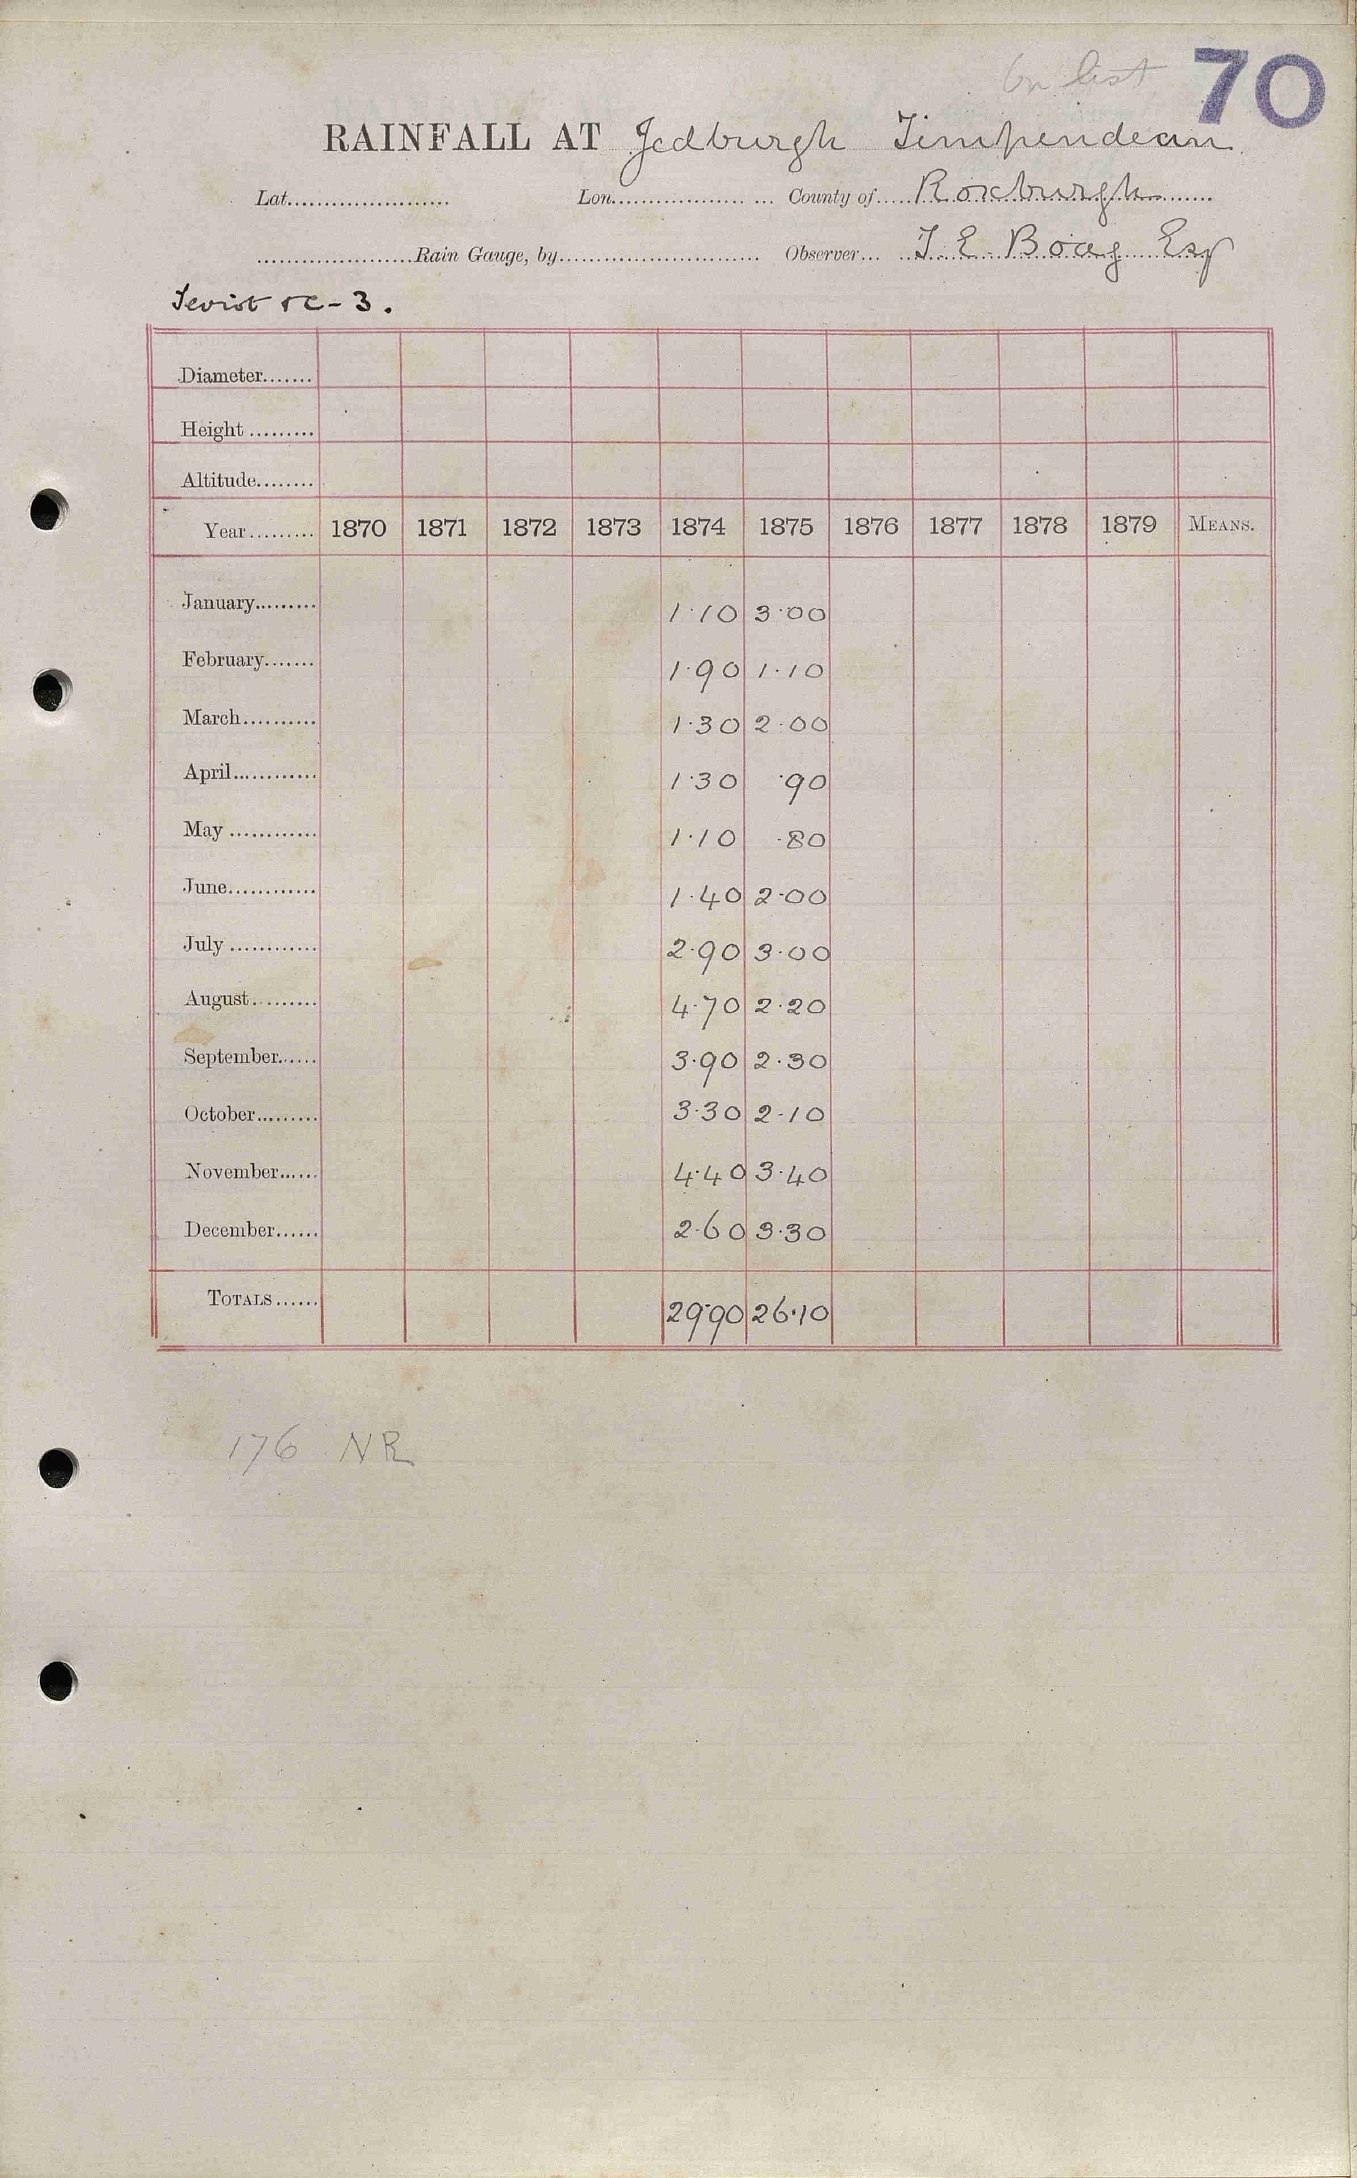 On list 70
RAINFALL AT Jedburgh Timpendean
Lat...................... Lon.................. ... County of..... Roxburgh.......
......................Rain Gauge, by............................ Observer... T. E. Boag Esq
Teviot &c - 3.
Diameter.......
Height .........
Altitude........
Year......... 1870 1871 1872 1873 1874 1875 1876 1877 1878 1879 MEANS.
January......... 1·10 3·00
February....... 1·90 1·10
March.......... 1·30 2·00
April............ 1·30 ·90
May ............ 1·10 ·80
June............ 1·40 2·00
July ............ 2·90 3·00
August......... 4·70 2·20
September...... 3·90 2·30
October......... 3·30 2·10
November...... 4·40 3·40
December...... 2·60 3·30
TOTALS...... 29·90 26·10
176 NR